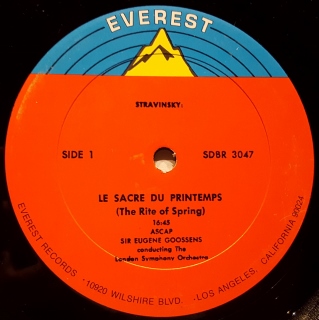 EVEREST
STRAVINSKY:
SIDE 1
SDBR 3047
LE SACRE DU PRINTEMPS
(The Rite of Spring)
16:45
ASCAP
SIR EUGENE GOOSSENS
conducting The
London Symphony Orchestra
EVEREST RECORDS · 10920 WILSHIRE BLVD. · LOS ANGELES, CALIFORNIA 90024